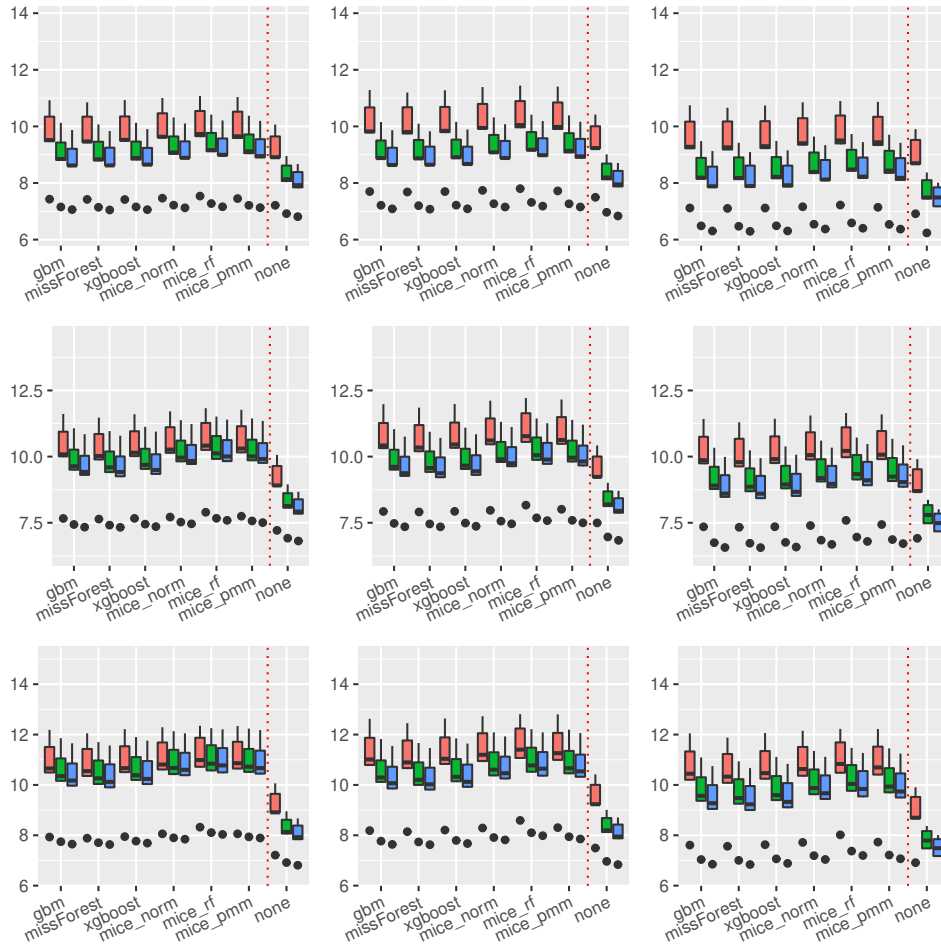 14
12
10
8
6
gbm
missForest
xgboost
mice_norm
mice_rf
mice_pmm
none
14
12
10
8
6
gbm
missForest
xgboost
mice_norm
mice_rf
mice_pmm
none
14
12
10
8
6
gbm
missForest
xgboost
mice_norm
mice_rf
mice_pmm
none
12.5
10.0
7.5
gbm
missForest
xgboost
mice_norm
mice_rf
mice_pmm
none
12.5
10.0
7.5
gbm
missForest
xgboost
mice_norm
mice_rf
mice_pmm
none
12.5
10.0
7.5
gbm
missForest
xgboost
mice_norm
mice_rf
mice_pmm
none
14
12
10
8
6
gbm
missForest
xgboost
mice_norm
mice_rf
mice_pmm
none
14
12
10
8
6
gbm
missForest
xgboost
mice_norm
mice_rf
mice_pmm
none
14
12
10
8
6
gbm
missForest
xgboost
mice_norm
mice_rf
mice_pmm
none